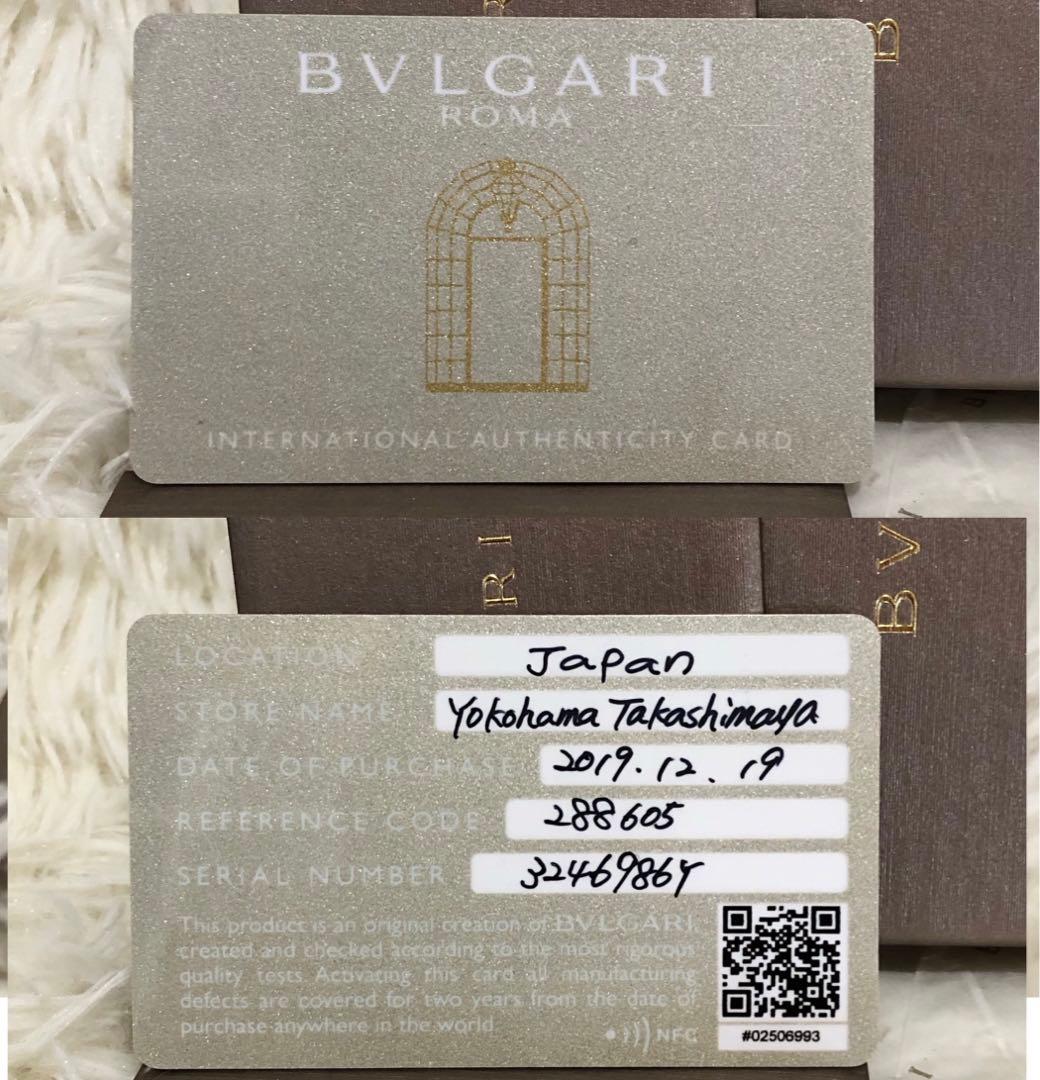 BVLGARI
ROMA
INTERNATIONAL AUTHENTICITY CARD
R I
B V
LOCATION Japan
STORE NAME Yokohama Takashimaya
DATE OF PURCHASE 2019.12.19
REFERENCE CODE 288605
SERIAL NUMBER 32469864
This product is an original creation of BVLGARI,
created and checked according to the most rigorous
quality tests. Activating this card all manufacturing
defects are covered for two years from the date of
purchase anywhere in the world.
NFC
#02506993